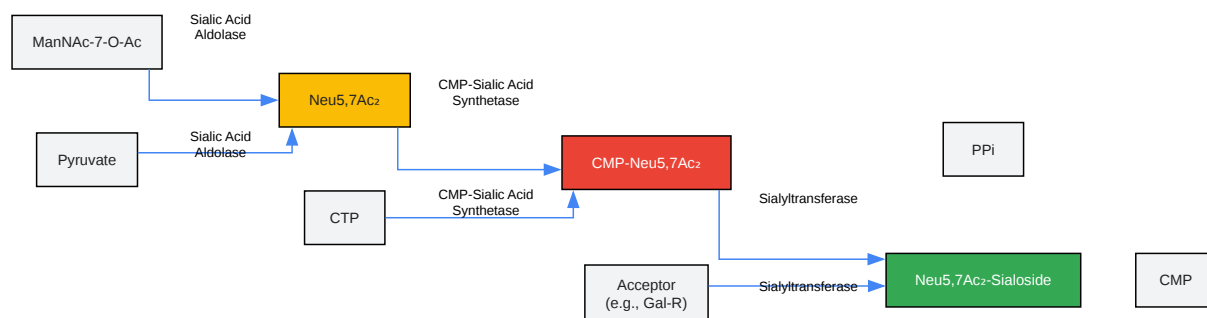 Sialic Acid
Aldolase
ManNAc-7-O-Ac
Neu5,7Ac₂
CMP-Sialic Acid
Synthetase
Sialic Acid
Aldolase
Pyruvate
CMP-Neu5,7Ac₂
PPi
CMP-Sialic Acid
Synthetase
CTP
Sialyltransferase
Acceptor
(e.g., Gal-R)
Sialyltransferase
Neu5,7Ac₂-Sialoside
CMP